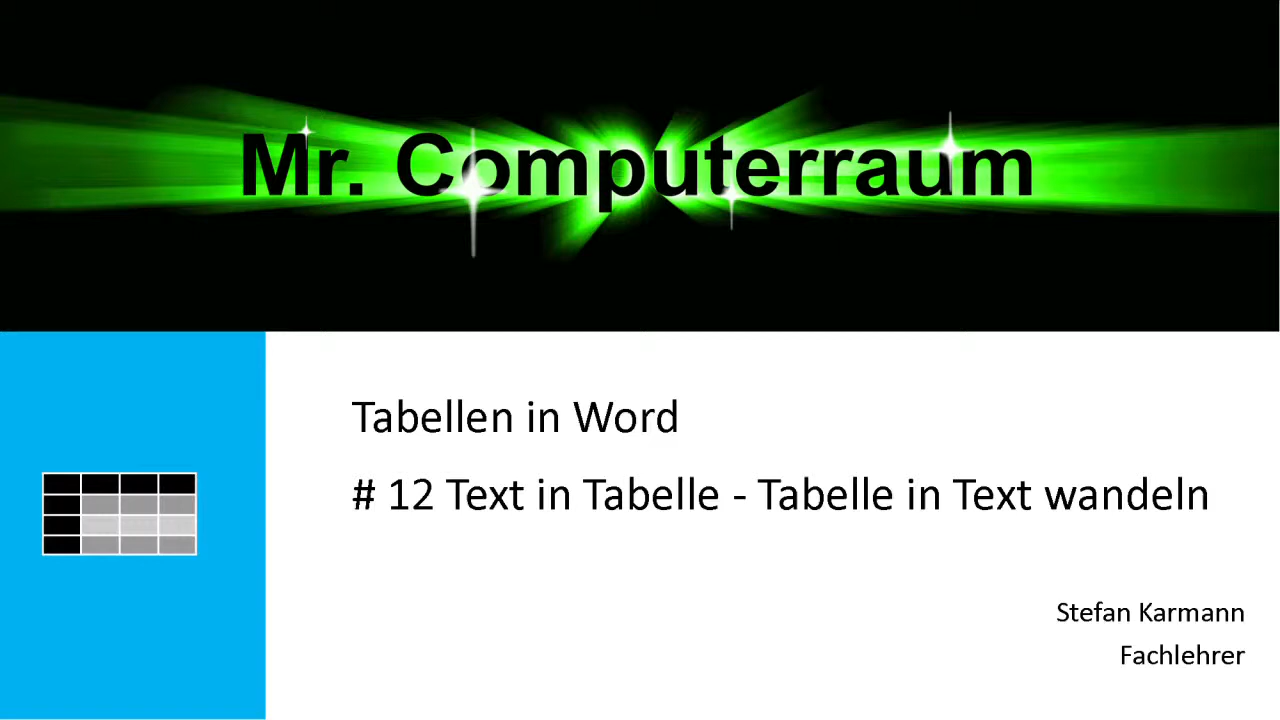 Mr. Computerraum
Tabellen in Word
# 12 Text in Tabelle - Tabelle in Text wandeln
Stefan Karmann
Fachlehrer